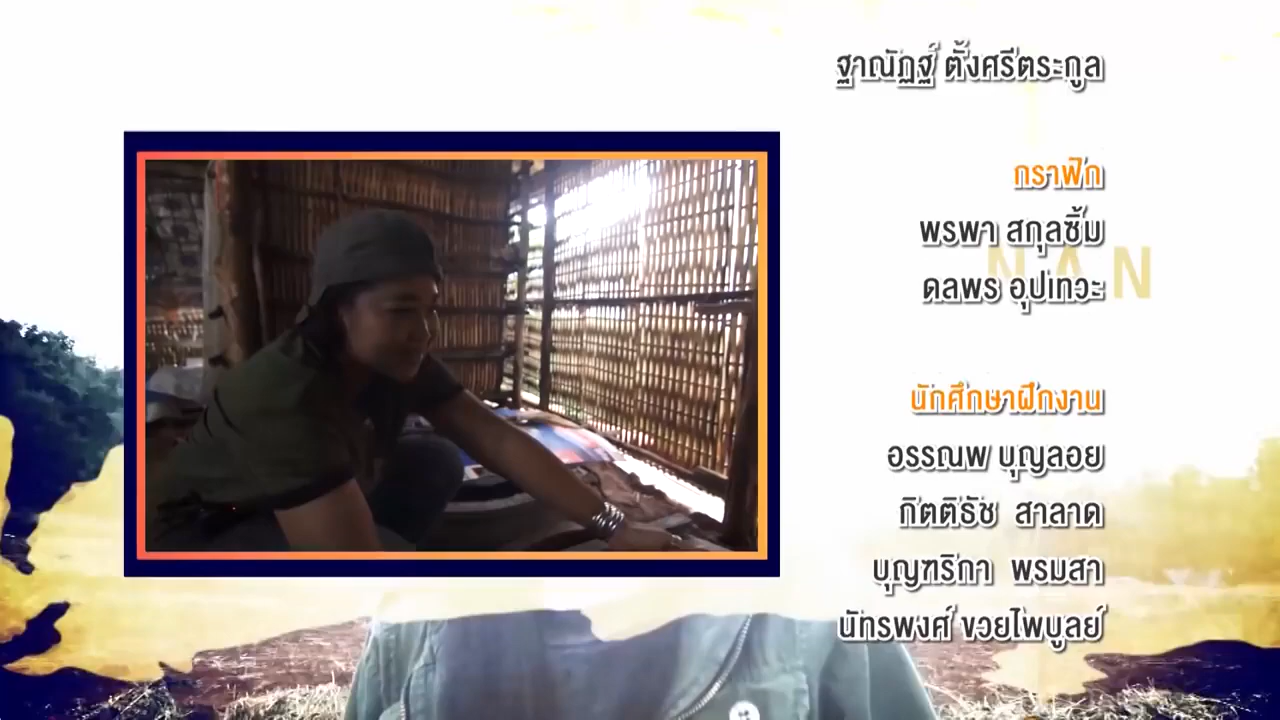 ฐาณัฏฐ์ ตั้งศรีตระกูล
กราฟิก
พรพา สกุลซิ้ม
ดลพร อุปเทวะ
NAN
นักศึกษาฝึกงาน
อรรณพ บุญลอย
กิตติธัช สาลาด
บุญฑริกา พรมสา
นัทรพงศ์ ขวยไพบูลย์